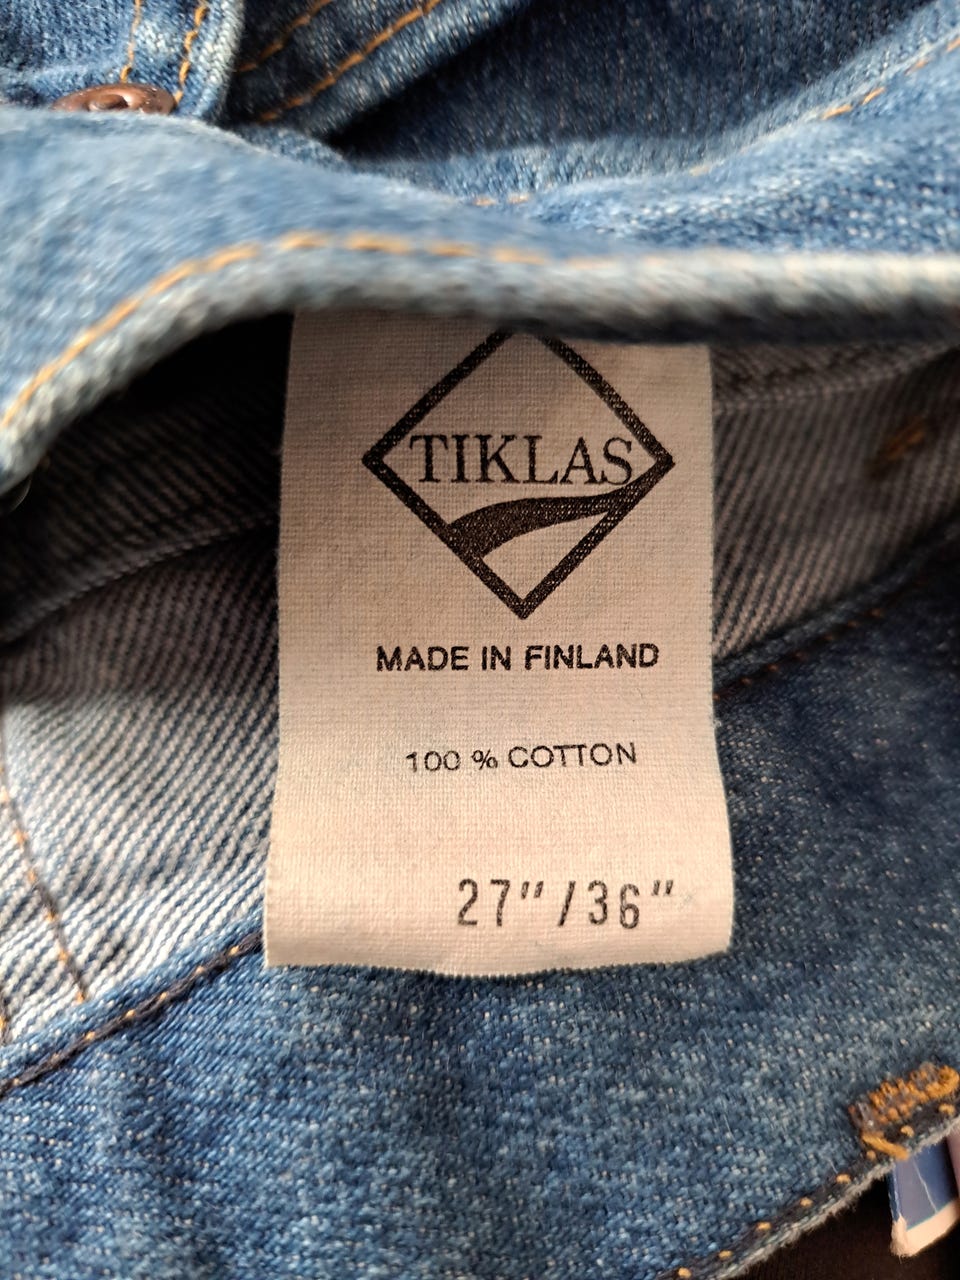 TIKLAS
MADE IN FINLAND
100 % COTTON
27"/36"